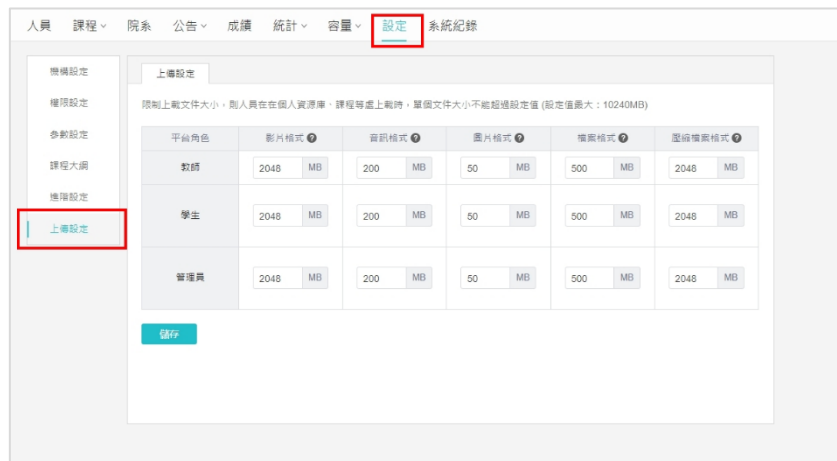 人員 課程 院系 公告 成績 統計 容量 設定 系統紀錄
機構設定
權限設定
參數設定
課程大綱
進階設定
上傳設定
上傳設定
限制上載文件大小，則人員在在個人資源庫、課程等處上載時，單個文件大小不能超過設定值 (設定值最大：10240MB)
平台角色 影片格式 音訊格式 圖片格式 檔案格式 壓縮檔案格式
教師 2048 MB 200 MB 50 MB 500 MB 2048 MB
學生 2048 MB 200 MB 50 MB 500 MB 2048 MB
管理員 2048 MB 200 MB 50 MB 500 MB 2048 MB
儲存